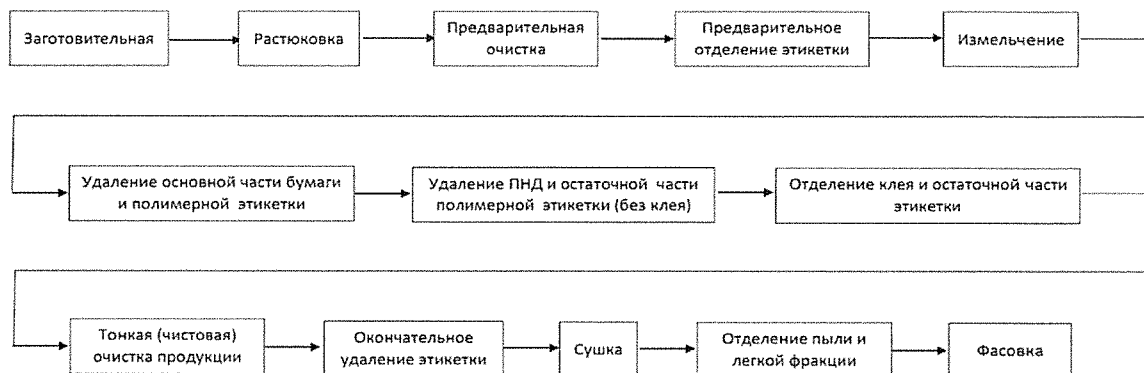 Заготовительная
Растюковка
Предварительная
очистка
Предварительное
отделение этикетки
Измельчение
Удаление основной части бумаги
и полимерной этикетки
Удаление ПНД и остаточной части
полимерной этикетки (без клея)
Отделение клея и остаточной части
этикетки
Тонкая (чистовая)
очистка продукции
Окончательное
удаление этикетки
Сушка
Отделение пыли и
легкой фракции
Фасовка